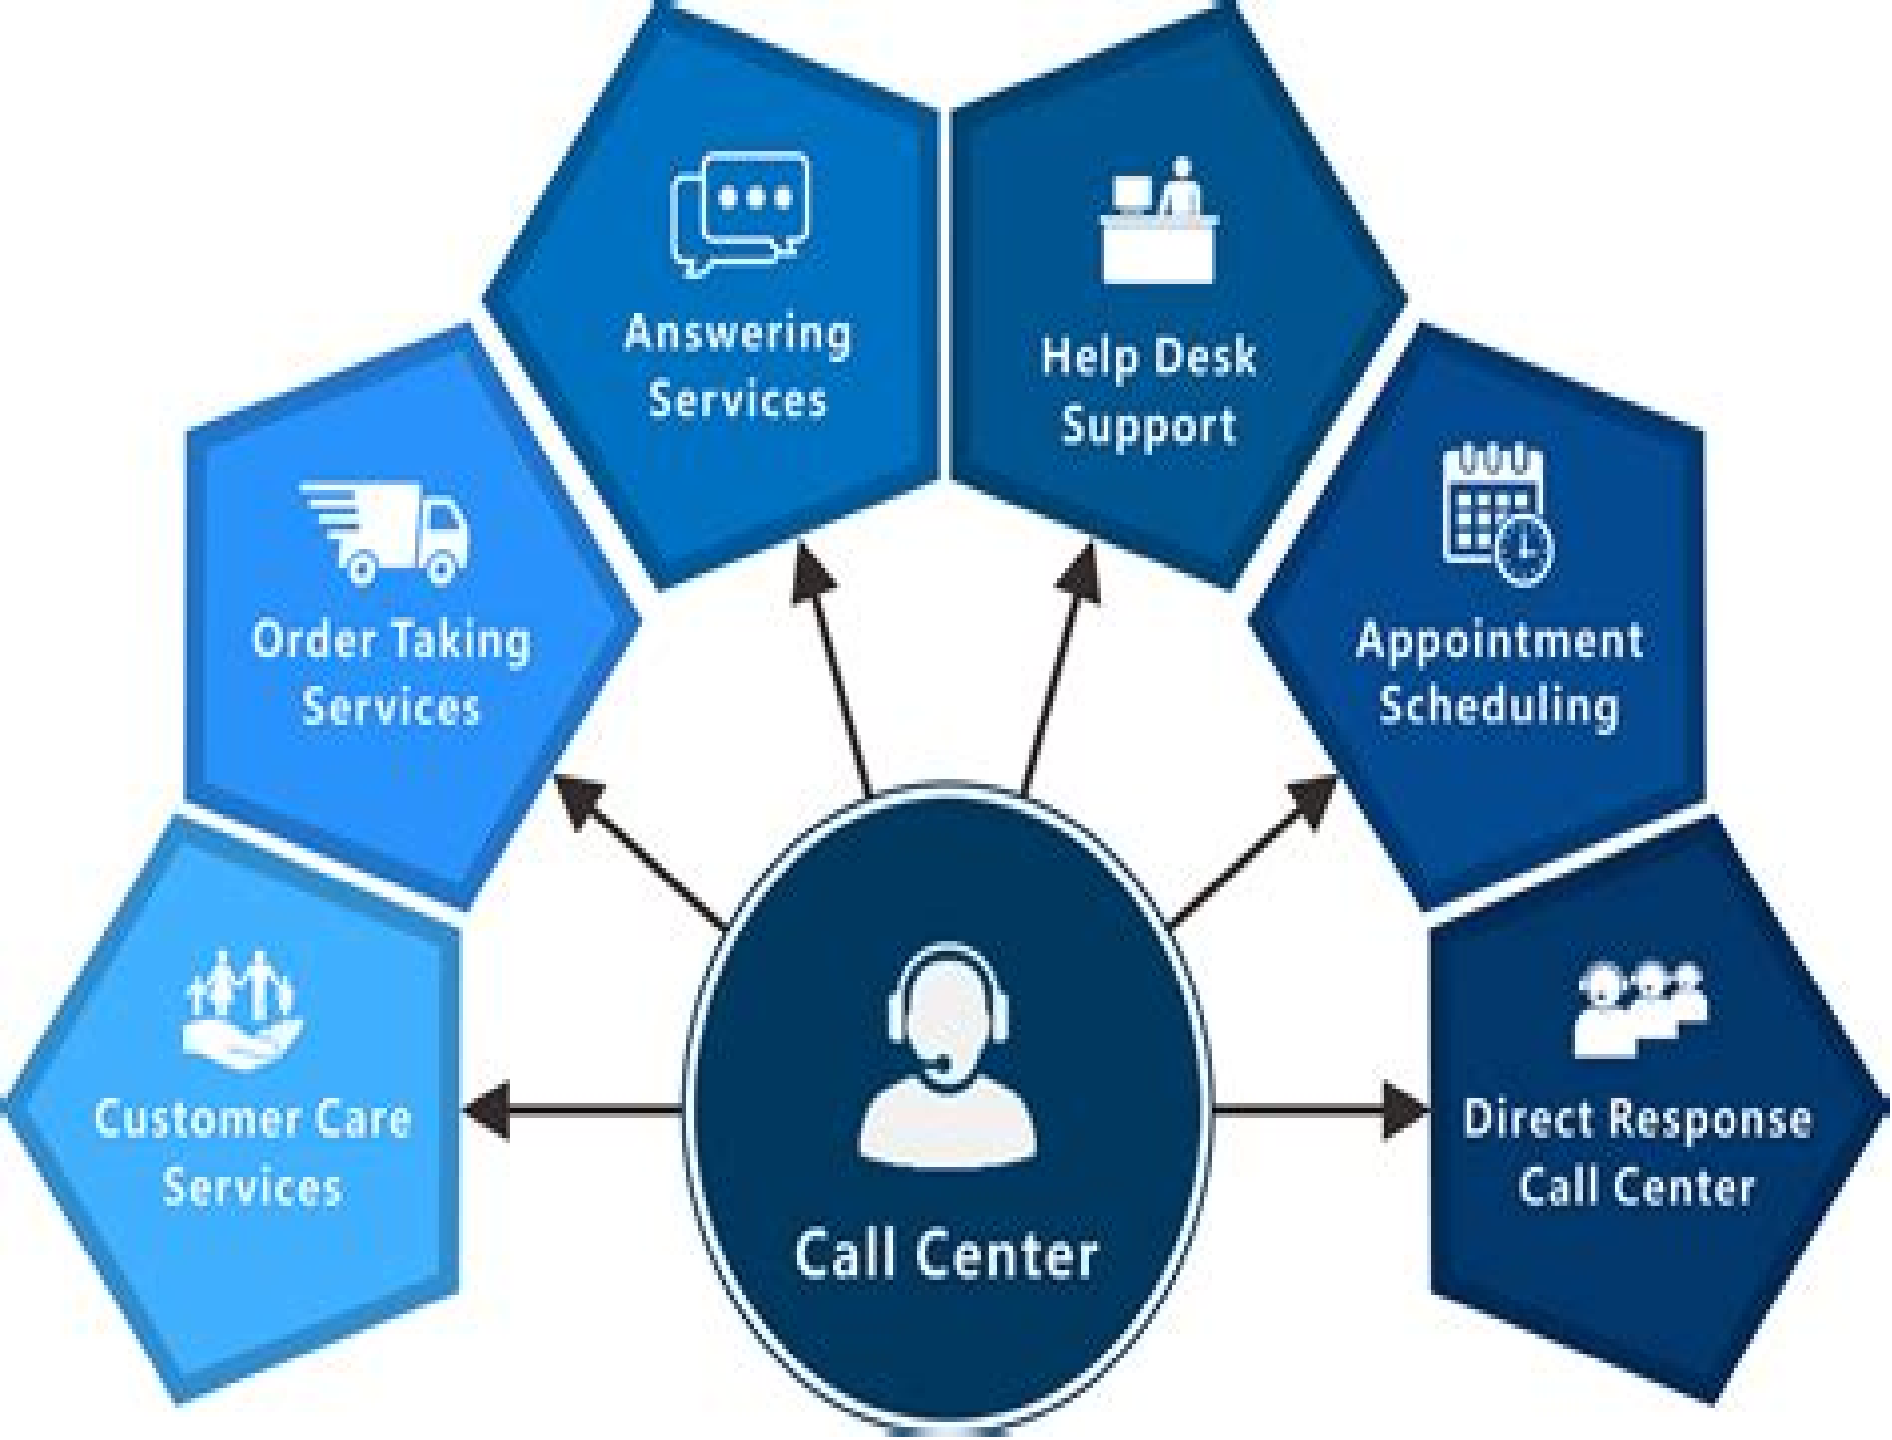 Answering
Services
Help Desk
Support
Order Taking
Services
Appointment
Scheduling
Customer Care
Services
Direct Response
Call Center
Call Center